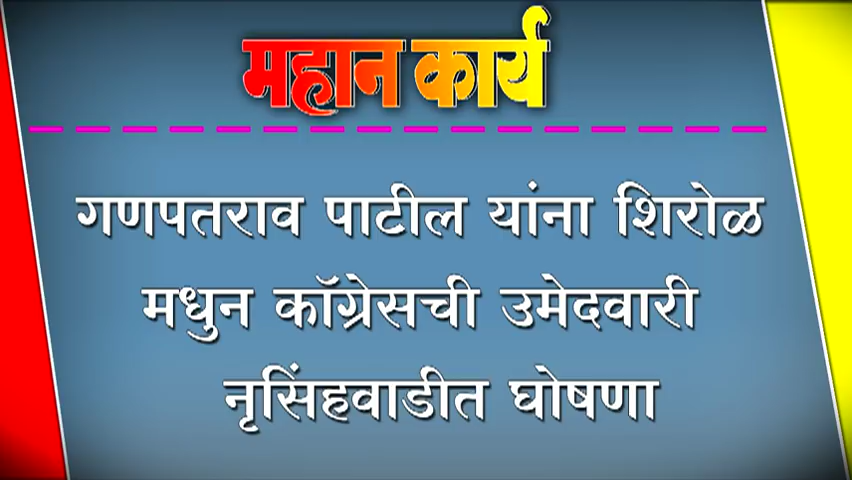 महान कार्य
गणपतराव पाटील यांना शिरोळ
मधुन कॉग्रेसची उमेदवारी
नृसिंहवाडीत घोषणा